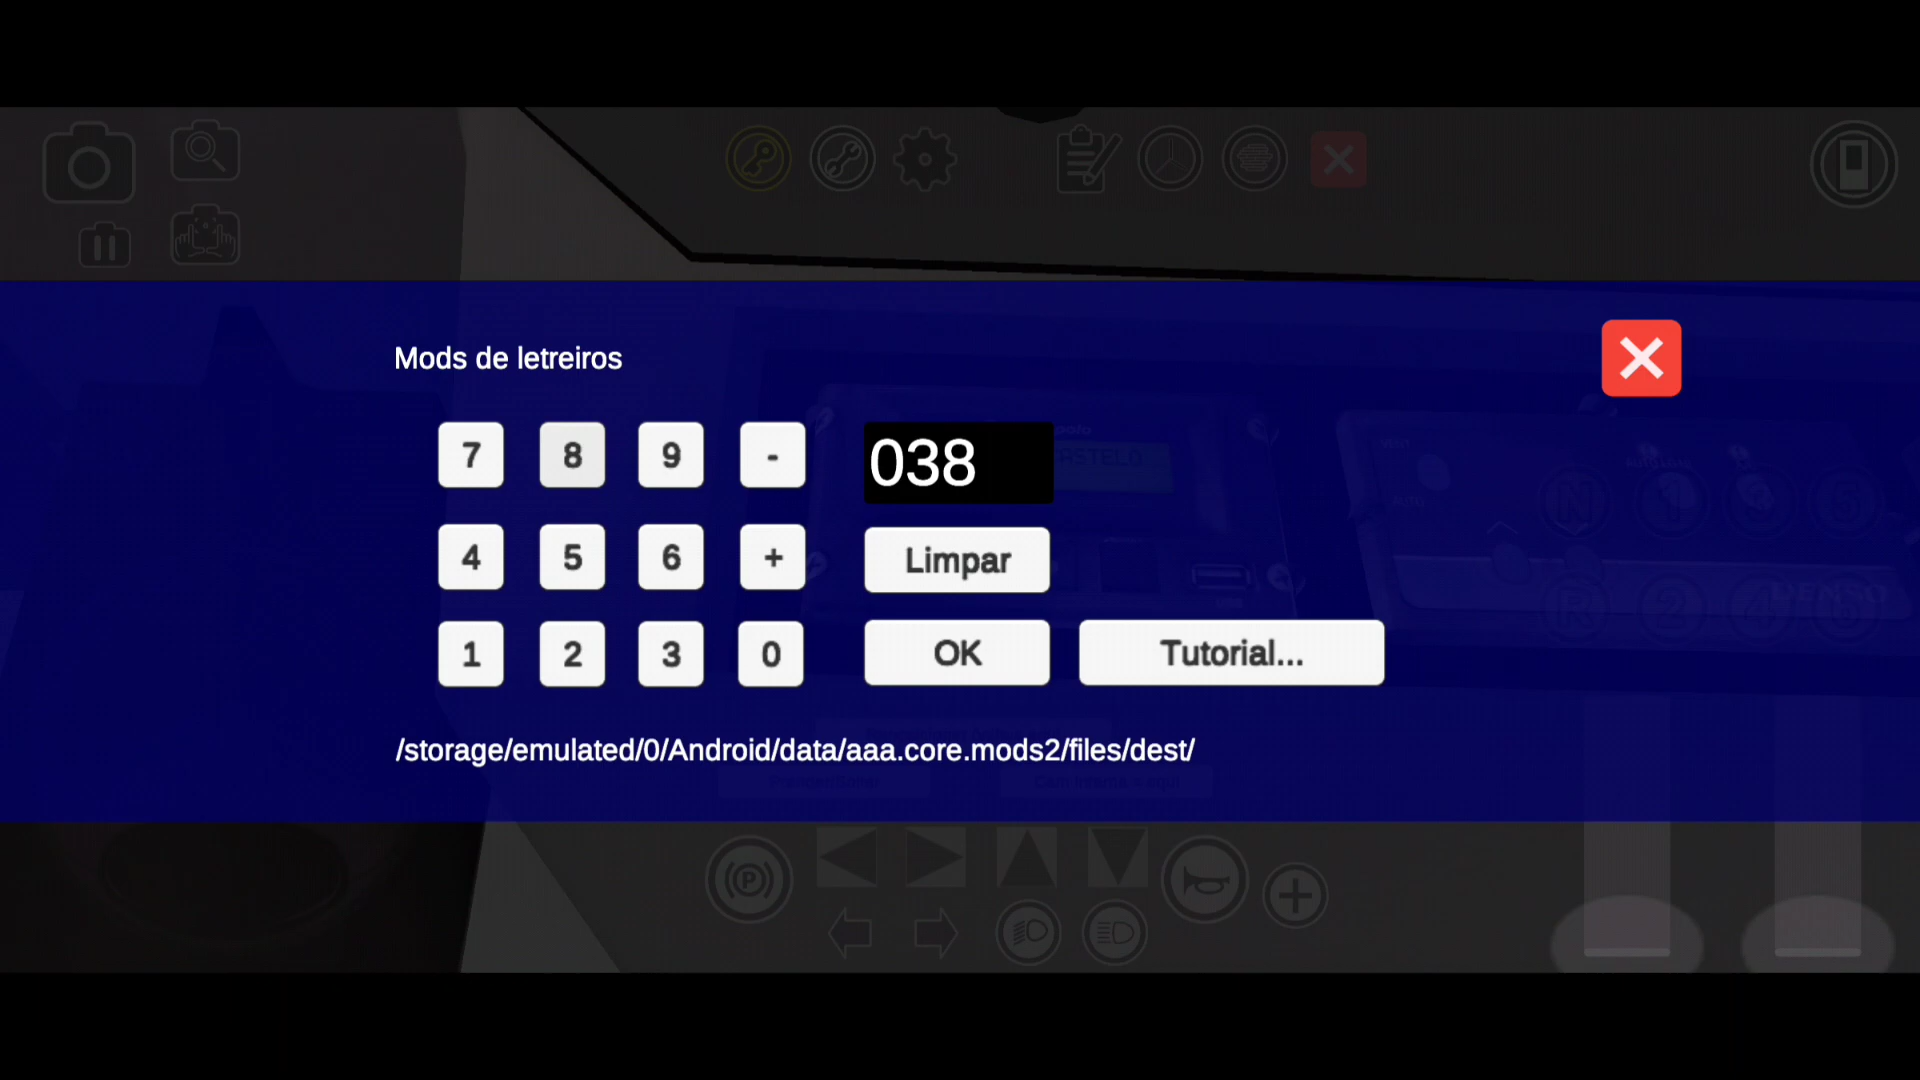 Mods de letreiros
7 8 9 - 038
4 5 6 + Limpar
1 2 3 0 OK Tutorial...
/storage/emulated/0/Android/data/aaa.core.mods2/files/dest/
DENSO